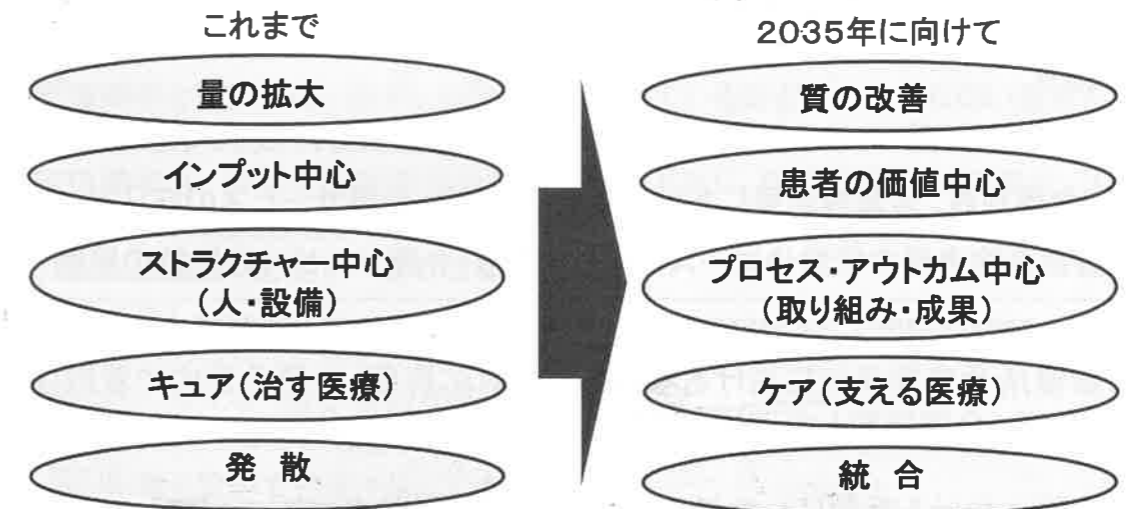 これまで
量の拡大
インプット中心
ストラクチャー中心
(人・設備)
キュア(治す医療)
発 散
2035年に向けて
質の改善
患者の価値中心
プロセス・アウトカム中心
(取り組み・成果)
ケア(支える医療)
統 合